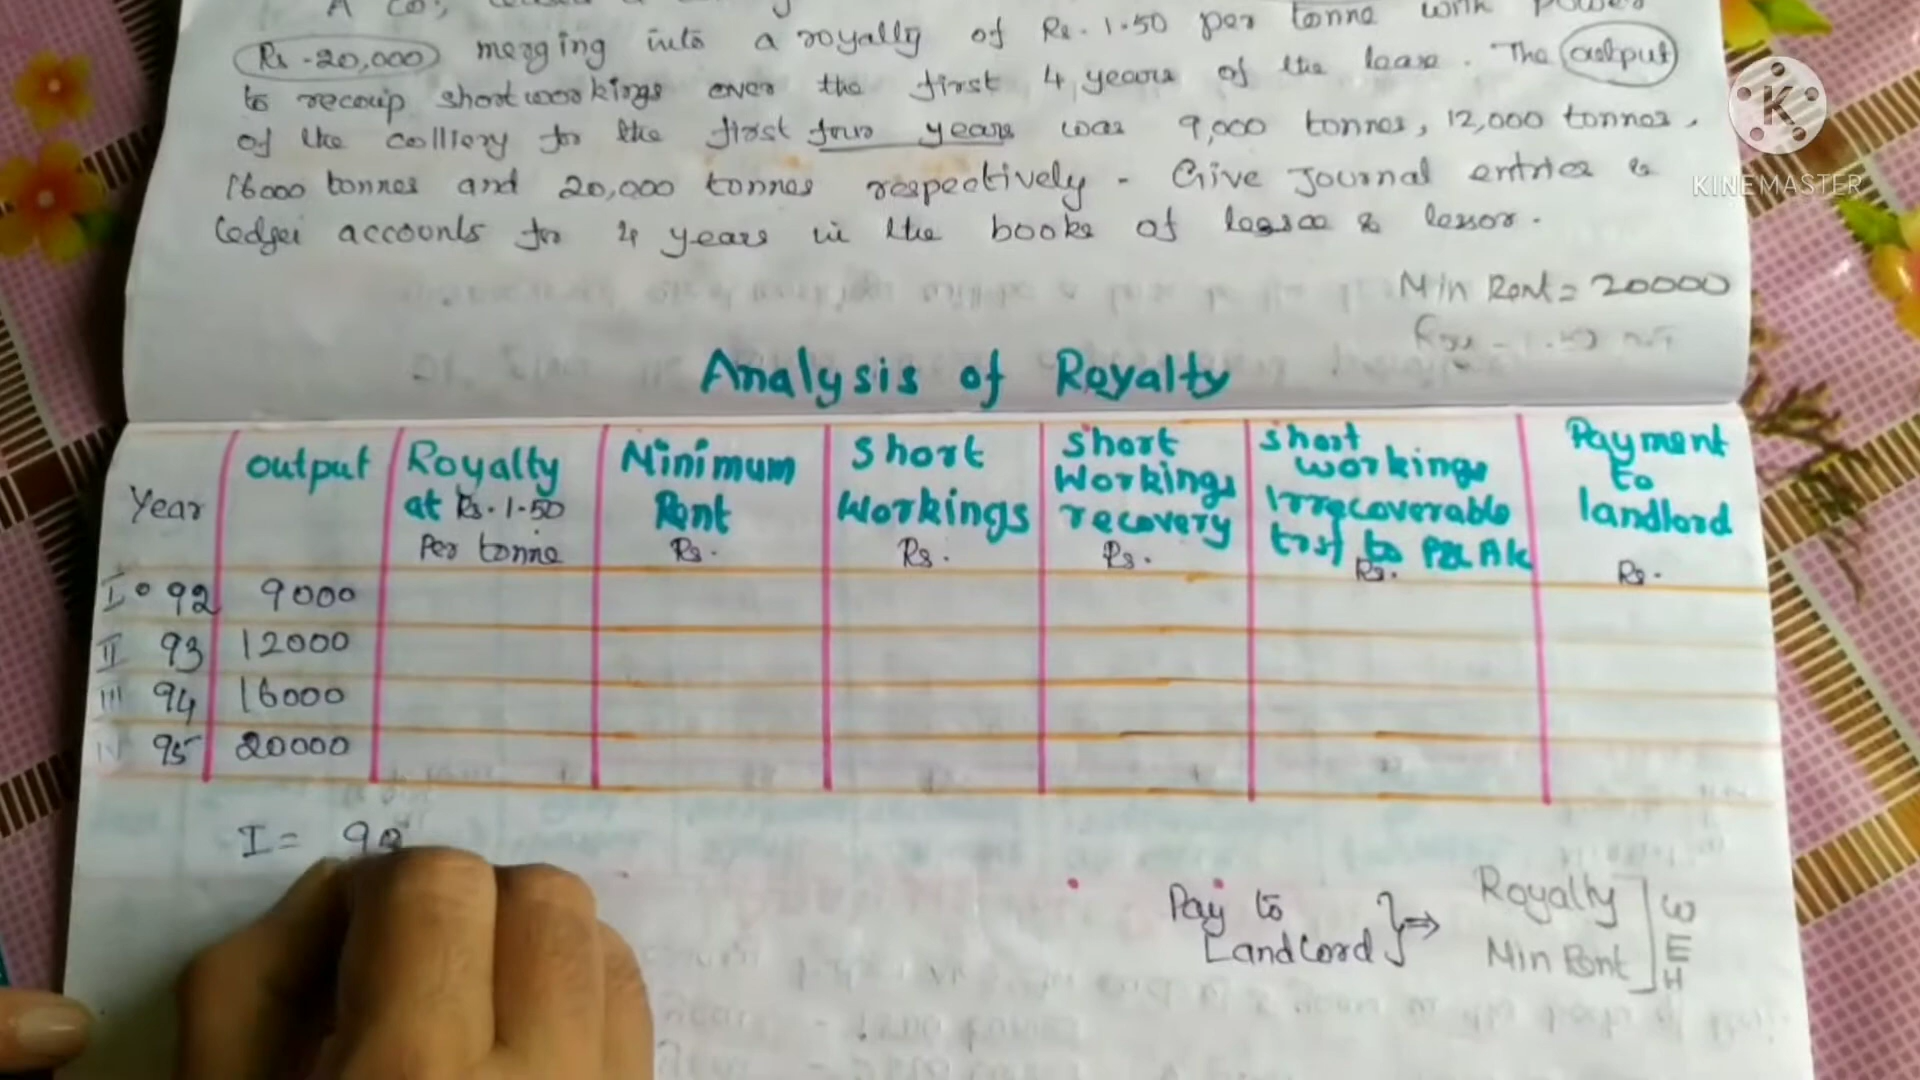 A Co.,
Rs. 20,000 merging into a royalty of Rs. 1.50 per tonne with power
to recoup shortworkings over the first 4 years of the lease. The output
of the colliery for the first four years was 9,000 tonnes, 12,000 tonnes,
16000 tonnes and 20,000 tonnes respectively - Give Journal entries &
ledger accounts for 4 years in the books of lessee & lessor.
Min Rent = 20000
Analysis of Royalty
Year
output
Royalty at Rs. 1-50 Per tonne
Minimum Rent Rs.
Short Workings Rs.
Short Workings recovery Rs.
Short workings Irrecoverable trsf to P&L A/c Rs.
Payment to landlord Rs.
I 92 9000
II 93 12000
III 94 16000
IV 95 20000
I =
Pay to Landlord } ⇒ Royalty Min Rent ] W E H
K
KINEMASTER